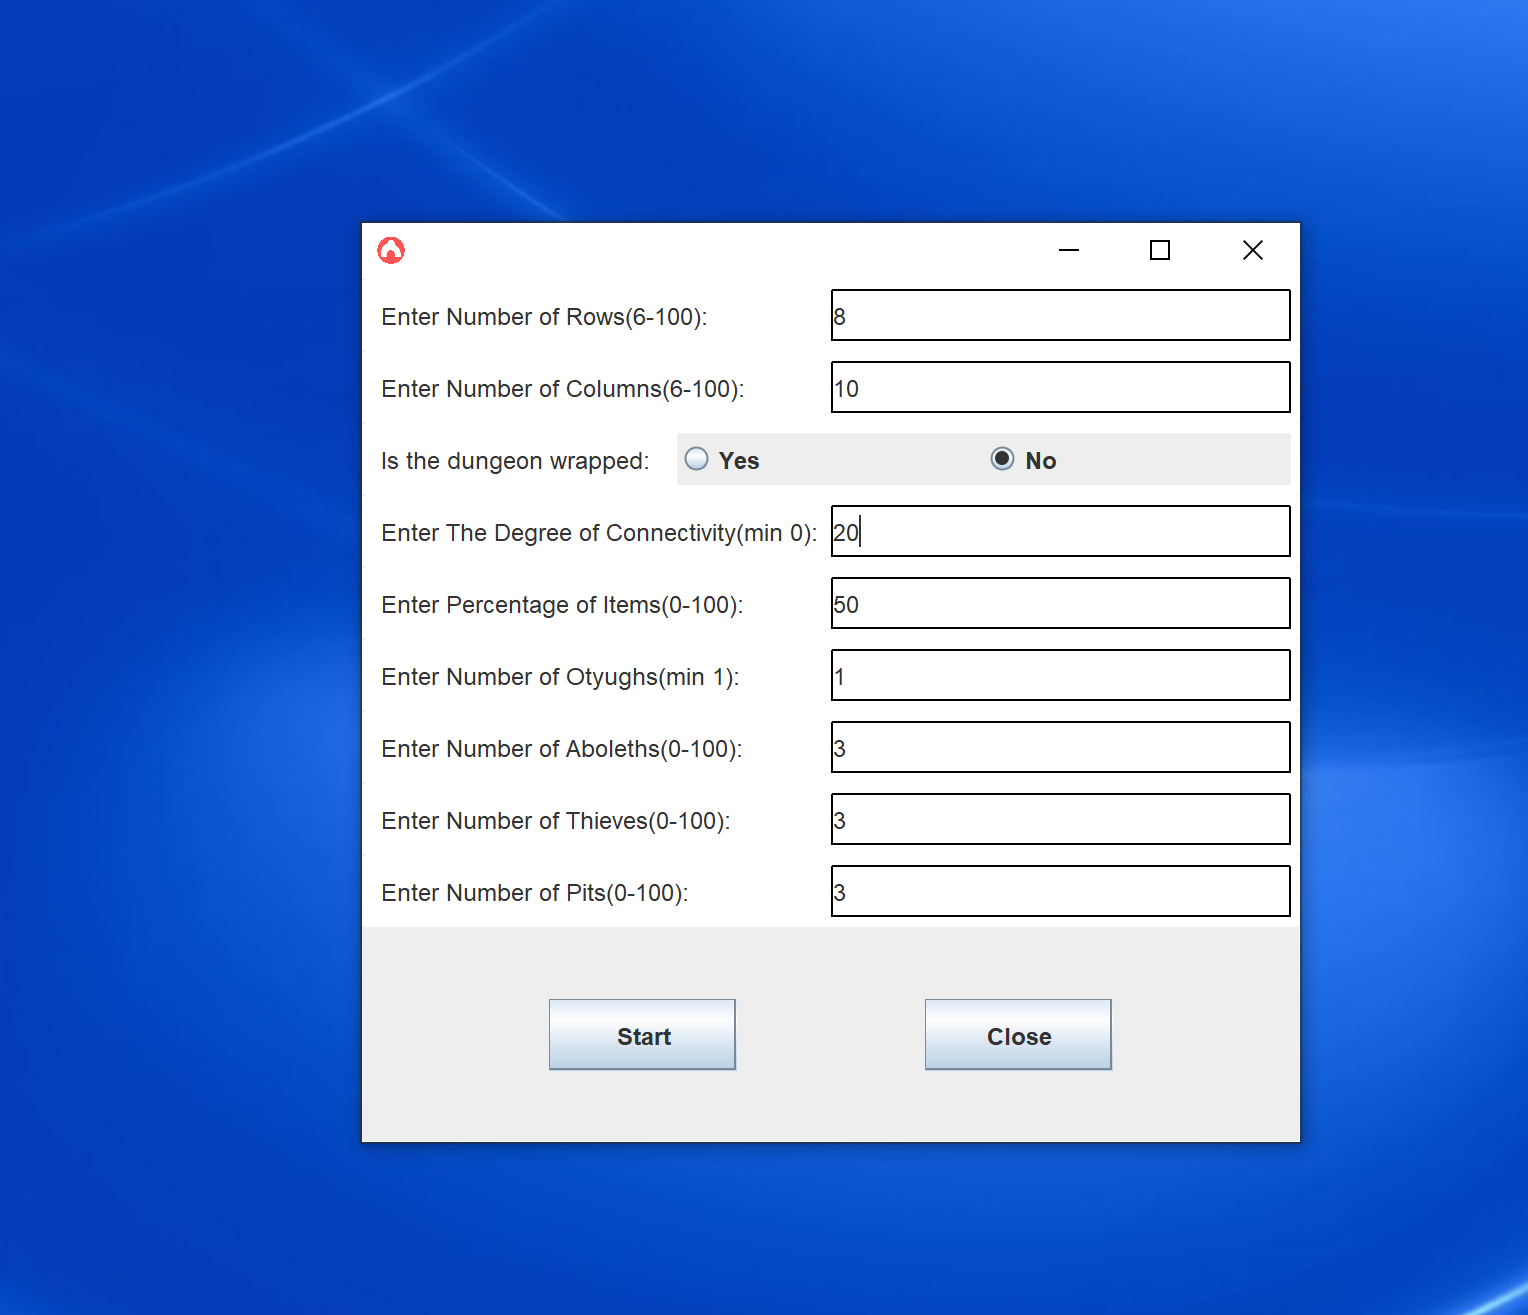 Enter Number of Rows(6-100): 8
Enter Number of Columns(6-100): 10
Is the dungeon wrapped: Yes No
Enter The Degree of Connectivity(min 0): 20
Enter Percentage of Items(0-100): 50
Enter Number of Otyughs(min 1): 1
Enter Number of Aboleths(0-100): 3
Enter Number of Thieves(0-100): 3
Enter Number of Pits(0-100): 3
Start Close